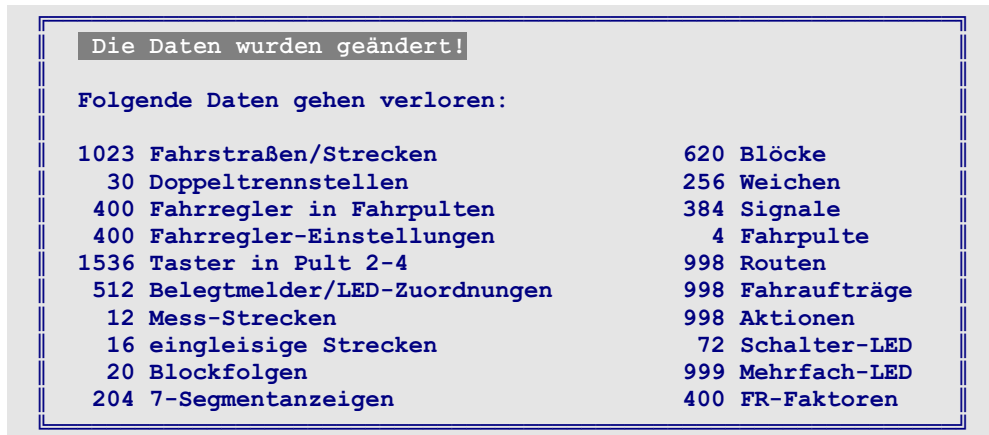 Die Daten wurden geändert!
Folgende Daten gehen verloren:
1023 Fahrstraßen/Strecken 620 Blöcke
30 Doppeltrennstellen 256 Weichen
400 Fahrregler in Fahrpulten 384 Signale
400 Fahrregler-Einstellungen 4 Fahrpulte
1536 Taster in Pult 2-4 998 Routen
512 Belegtmelder/LED-Zuordnungen 998 Fahraufträge
12 Mess-Strecken 998 Aktionen
16 eingleisige Strecken 72 Schalter-LED
20 Blockfolgen 999 Mehrfach-LED
204 7-Segmentanzeigen 400 FR-Faktoren